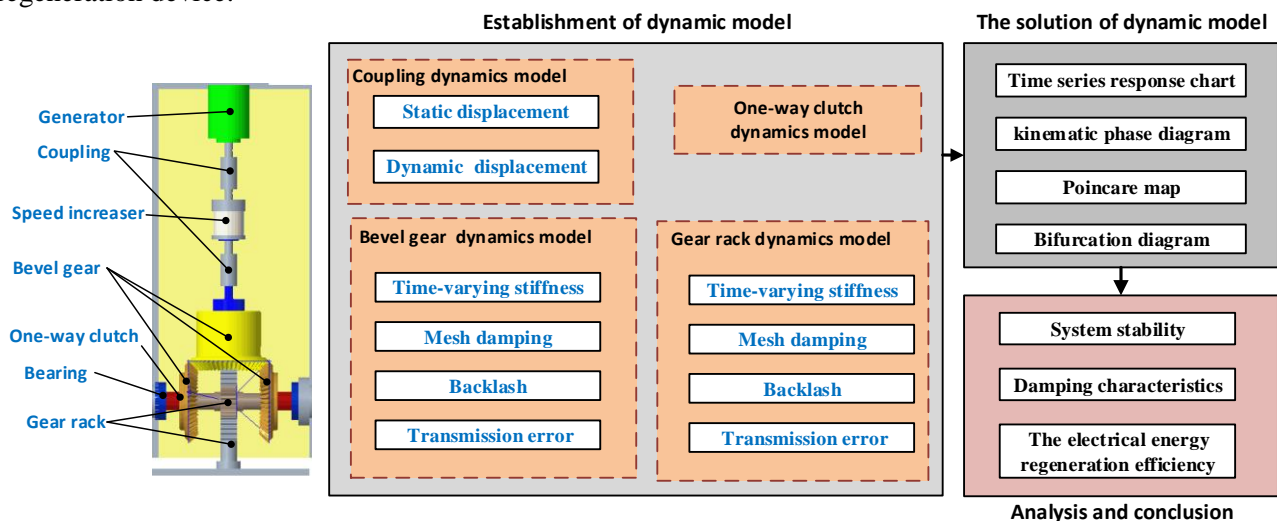 regeneration device.
Establishment of dynamic model
The solution of dynamic model
Generator
Coupling
Speed increaser
Bevel gear
One-way clutch
Bearing
Gear rack
Coupling dynamics model
Static displacement
Dynamic displacement
One-way clutch
dynamics model
Bevel gear dynamics model
Time-varying stiffness
Mesh damping
Backlash
Transmission error
Gear rack dynamics model
Time-varying stiffness
Mesh damping
Backlash
Transmission error
Time series response chart
kinematic phase diagram
Poincare map
Bifurcation diagram
System stability
Damping characteristics
The electrical energy
regeneration efficiency
Analysis and conclusion